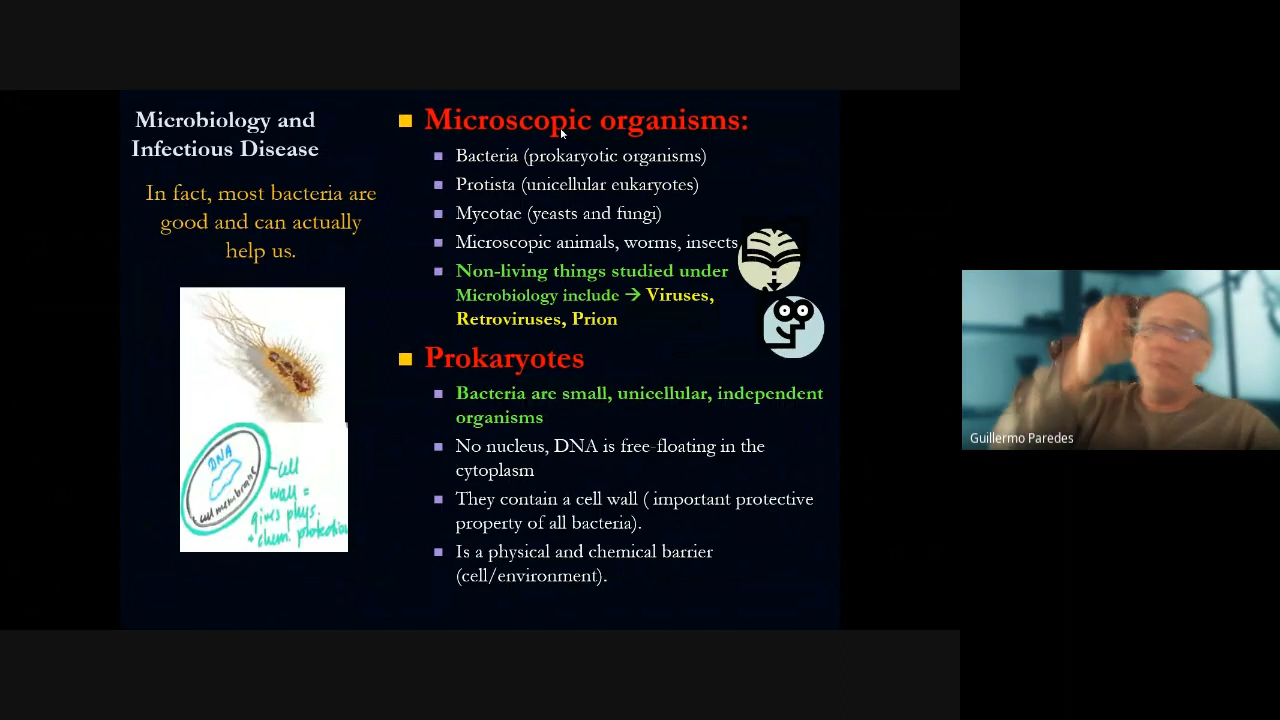 Microbiology and
Infectious Disease
In fact, most bacteria are
good and can actually
help us.
DNA
cell membrane
cell
wall =
gives phys.
+ chem. protection
Microscopic organisms:
Bacteria (prokaryotic organisms)
Protista (unicellular eukaryotes)
Mycotae (yeasts and fungi)
Microscopic animals, worms, insects
Non-living things studied under
Microbiology include → Viruses,
Retroviruses, Prion
Prokaryotes
Bacteria are small, unicellular, independent
organisms
No nucleus, DNA is free-floating in the
cytoplasm
They contain a cell wall ( important protective
property of all bacteria).
Is a physical and chemical barrier
(cell/environment).
Guillermo Paredes